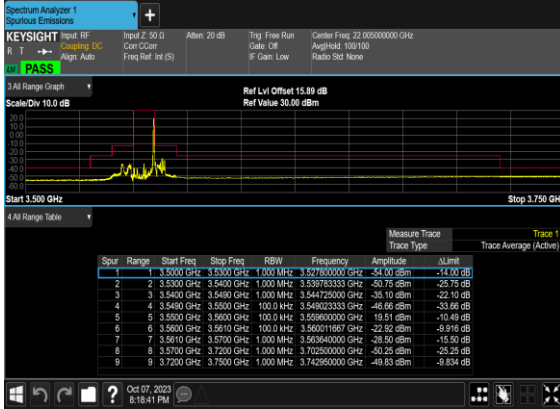 Spectrum Analyzer 1
Spurious Emissions
+
KEYSIGHT Input: RF Input Z: 50 Ω Atten: 20 dB Trig: Free Run Center Freq: 22.005000000 GHz
R T Coupling: DC Corr CCorr Gate: Off Avg|Hold: 100/100
Align: Auto Freq Ref: Int (S) IF Gain: Low Radio Std: None
PASS
3 All Range Graph
Ref Lvl Offset 15.89 dB
Scale/Div 10.0 dB Ref Value 30.00 dBm
20.0
10.0
0.00
-10.0
-20.0
-30.0
-40.0
-50.0
-60.0
Start 3.500 GHz Stop 3.750 GH
4 All Range Table
Measure Trace Trace 1
Trace Type Trace Average (Active)
Spur Range Start Freq Stop Freq RBW Frequency Amplitude ΔLimit
1 1 3.5000 GHz 3.5300 GHz 1.000 MHz 3.527800000 GHz -54.00 dBm -14.00 dB
2 2 3.5300 GHz 3.5400 GHz 1.000 MHz 3.539783333 GHz -50.75 dBm -25.75 dB
3 3 3.5400 GHz 3.5490 GHz 1.000 MHz 3.544725000 GHz -35.10 dBm -22.10 dB
4 4 3.5490 GHz 3.5500 GHz 100.0 kHz 3.549023333 GHz -46.66 dBm -33.66 dB
5 5 3.5500 GHz 3.5600 GHz 100.0 kHz 3.559600000 GHz 19.51 dBm -10.49 dB
6 6 3.5600 GHz 3.5610 GHz 100.0 kHz 3.560011667 GHz -22.92 dBm -9.916 dB
7 7 3.5610 GHz 3.5700 GHz 1.000 MHz 3.563640000 GHz -28.50 dBm -15.50 dB
8 8 3.5700 GHz 3.7200 GHz 1.000 MHz 3.702500000 GHz -50.25 dBm -25.25 dB
9 9 3.7200 GHz 3.7500 GHz 1.000 MHz 3.742950000 GHz -49.83 dBm -9.834 dB
? Oct 07, 2023
8:18:41 PM